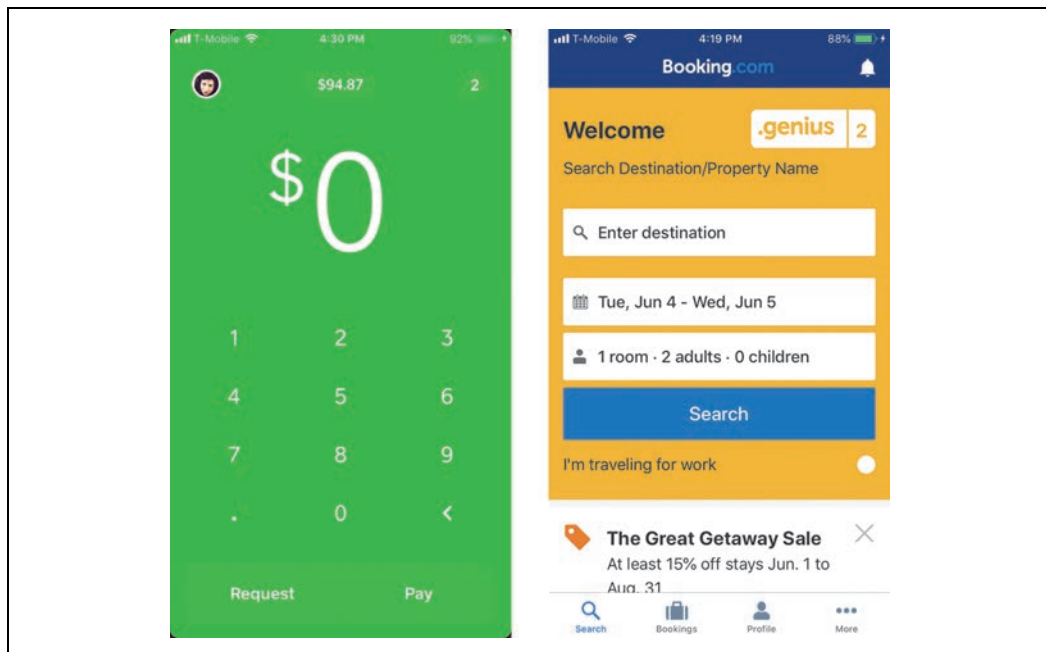 T-Mobile 4:30 PM 92%
$94.87 2
$0
1 2 3
4 5 6
7 8 9
. 0 <
Request Pay
T-Mobile 4:19 PM 88%
Booking.com
Welcome .genius 2
Search Destination/Property Name
Enter destination
Tue, Jun 4 - Wed, Jun 5
1 room · 2 adults · 0 children
Search
I'm traveling for work
The Great Getaway Sale
At least 15% off stays Jun. 1 to
Aug. 31
Search Bookings Profile More